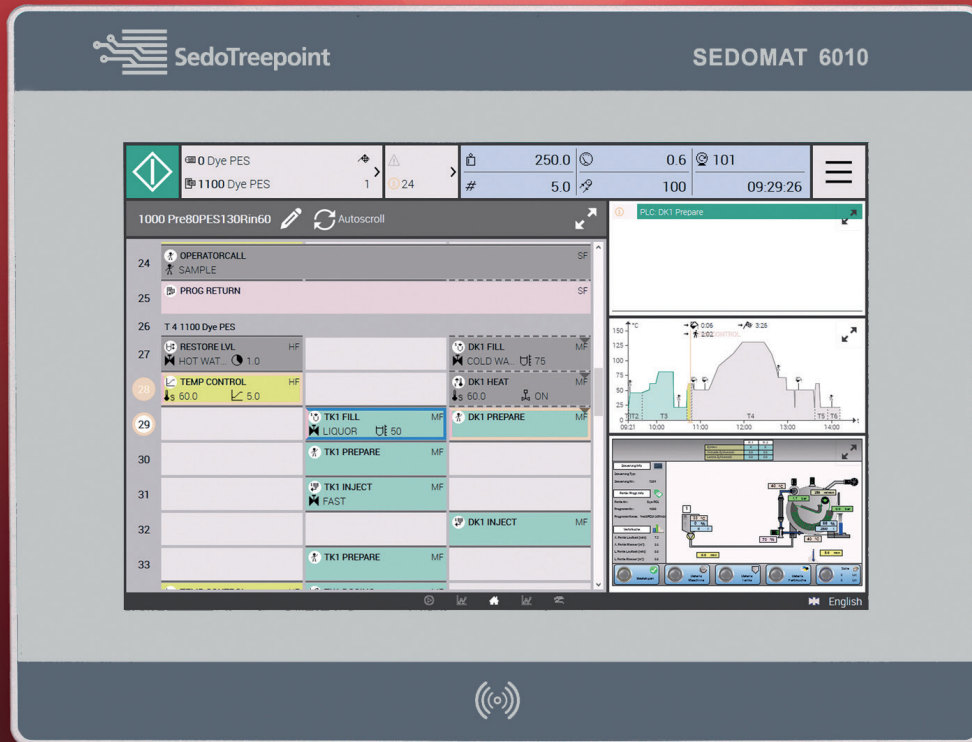 SedoTreepoint
SEDOMAT 6010
0 Dye PES
1100 Dye PES 1
24
250.0
# 5.0
0.6
100
101
09:29:26
1000 Pre80PES130Rin60 Autoscroll
PLC: DK1 Prepare
24 OPERATORCALL SF
SAMPLE
25 PROG RETURN SF
26 T 4 1100 Dye PES
27 RESTORE LVL HF DK1 FILL MF
HOT WAT... 1.0 COLD WA... 75
28 TEMP CONTROL HF DK1 HEAT MF
s 60.0 5.0 s 60.0 ON
29 TK1 FILL MF DK1 PREPARE MF
LIQUOR 50
30 TK1 PREPARE MF
31 TK1 INJECT MF
FAST
32 DK1 INJECT MF
33 TK1 PREPARE MF
150 °C 0:06 3:26
2:02
125
100
75
50
25
T2 T3 T4 T5 T6
09:21 10:00 11:00 12:00 13:00 14:00 t
English